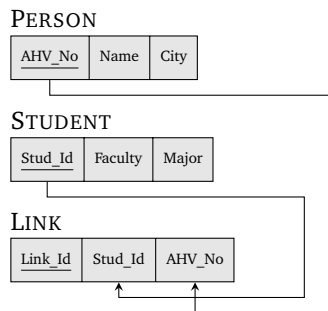 PERSON
AHV_No Name City
STUDENT
Stud_Id Faculty Major
LINK
Link_Id Stud_Id AHV_No